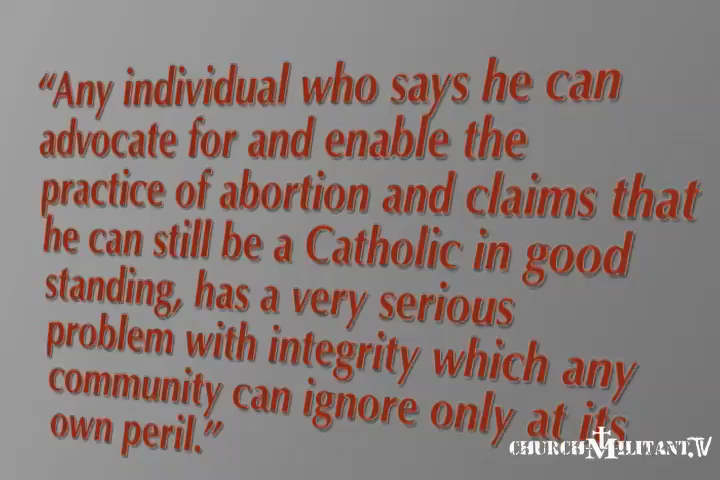 “Any individual who says he can
advocate for and enable the
practice of abortion and claims that
he can still be a Catholic in good
standing, has a very serious
problem with integrity which any
community can ignore only at its
own peril.”
CHURCHMILITANT.TV